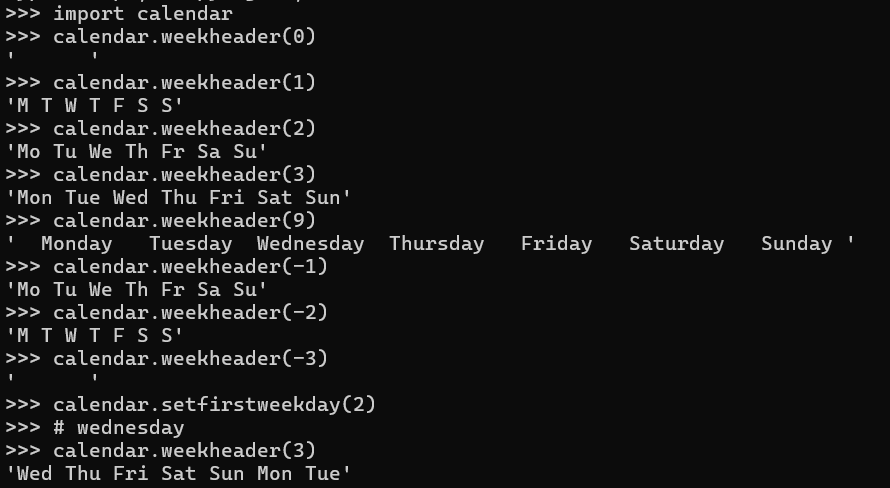 >>> import calendar
>>> calendar.weekheader(0)
'      '
>>> calendar.weekheader(1)
'M T W T F S S'
>>> calendar.weekheader(2)
'Mo Tu We Th Fr Sa Su'
>>> calendar.weekheader(3)
'Mon Tue Wed Thu Fri Sat Sun'
>>> calendar.weekheader(9)
'  Monday   Tuesday  Wednesday  Thursday   Friday   Saturday   Sunday '
>>> calendar.weekheader(-1)
'Mo Tu We Th Fr Sa Su'
>>> calendar.weekheader(-2)
'M T W T F S S'
>>> calendar.weekheader(-3)
'      '
>>> calendar.setfirstweekday(2)
>>> # wednesday
>>> calendar.weekheader(3)
'Wed Thu Fri Sat Sun Mon Tue'